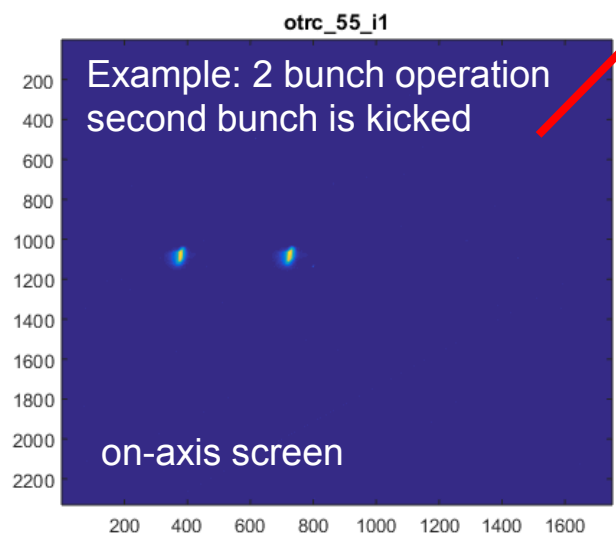 otrc_55_i1
Example: 2 bunch operation
second bunch is kicked
200
400
600
800
1000
1200
1400
1600
1800
2000
2200
on-axis screen
200 400 600 800 1000 1200 1400 1600